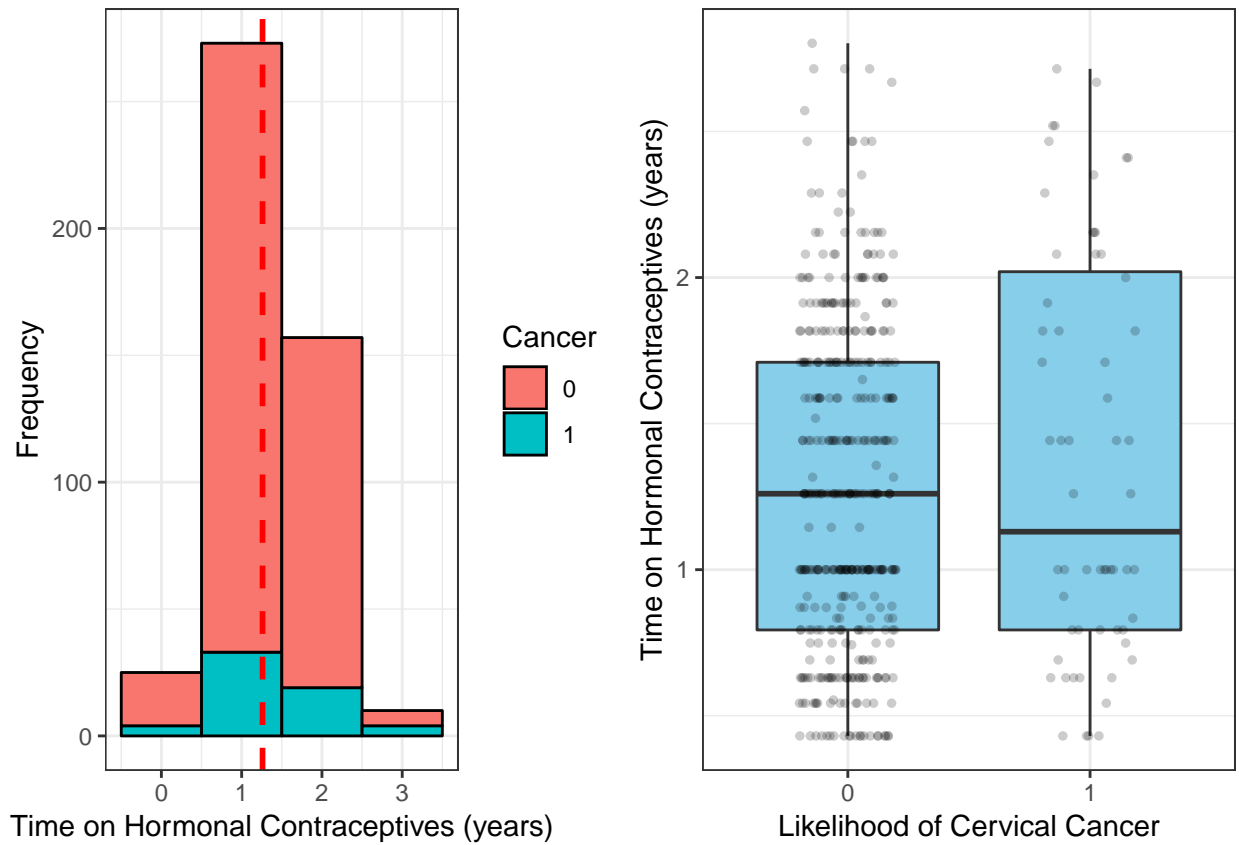 Frequency
200
100
0
0 1 2 3
Time on Hormonal Contraceptives (years)
Cancer
0
1
Time on Hormonal Contraceptives (years)
2
1
0 1
Likelihood of Cervical Cancer